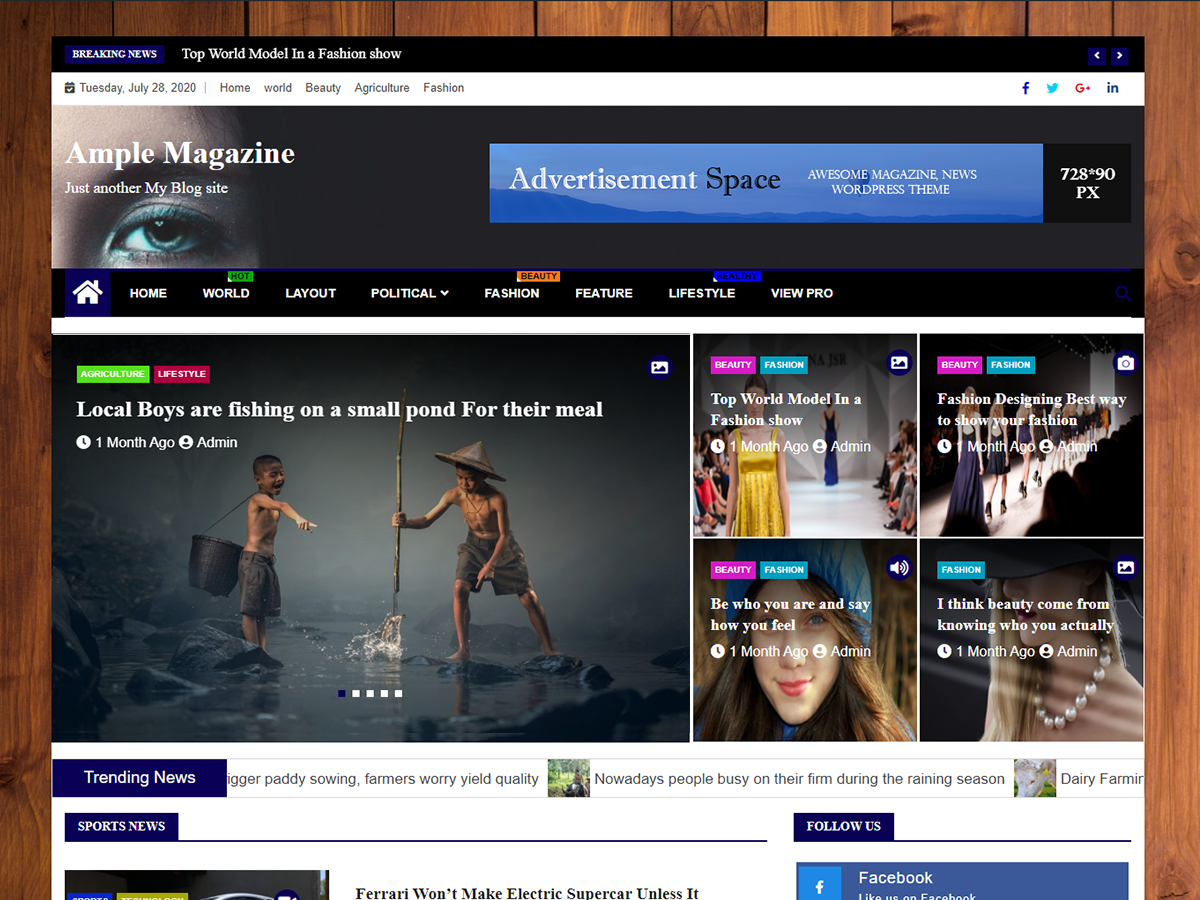 BREAKING NEWS Top World Model In a Fashion show
Tuesday, July 28, 2020 | Home world Beauty Agriculture Fashion
Ample Magazine
Just another My Blog site
Advertisement Space
AWESOME MAGAZINE, NEWS
WORDPRESS THEME
728*90
PX
HOT BEAUTY HEALTHY
HOME WORLD LAYOUT POLITICAL FASHION FEATURE LIFESTYLE VIEW PRO
AGRICULTURE LIFESTYLE
Local Boys are fishing on a small pond For their meal
1 Month Ago Admin
BEAUTY FASHION
Top World Model In a
Fashion show
1 Month Ago Admin
BEAUTY FASHION
Fashion Designing Best way
to show your fashion
1 Month Ago Admin
BEAUTY FASHION
Be who you are and say
how you feel
1 Month Ago Admin
FASHION
I think beauty come from
knowing who you actually
1 Month Ago Admin
Trending News igger paddy sowing, farmers worry yield quality Nowadays people busy on their firm during the raining season Dairy Farmin
SPORTS NEWS
FOLLOW US
SPORTS TECHNOLOGY
Ferrari Won’t Make Electric Supercar Unless It
Facebook
Like us on Facebook